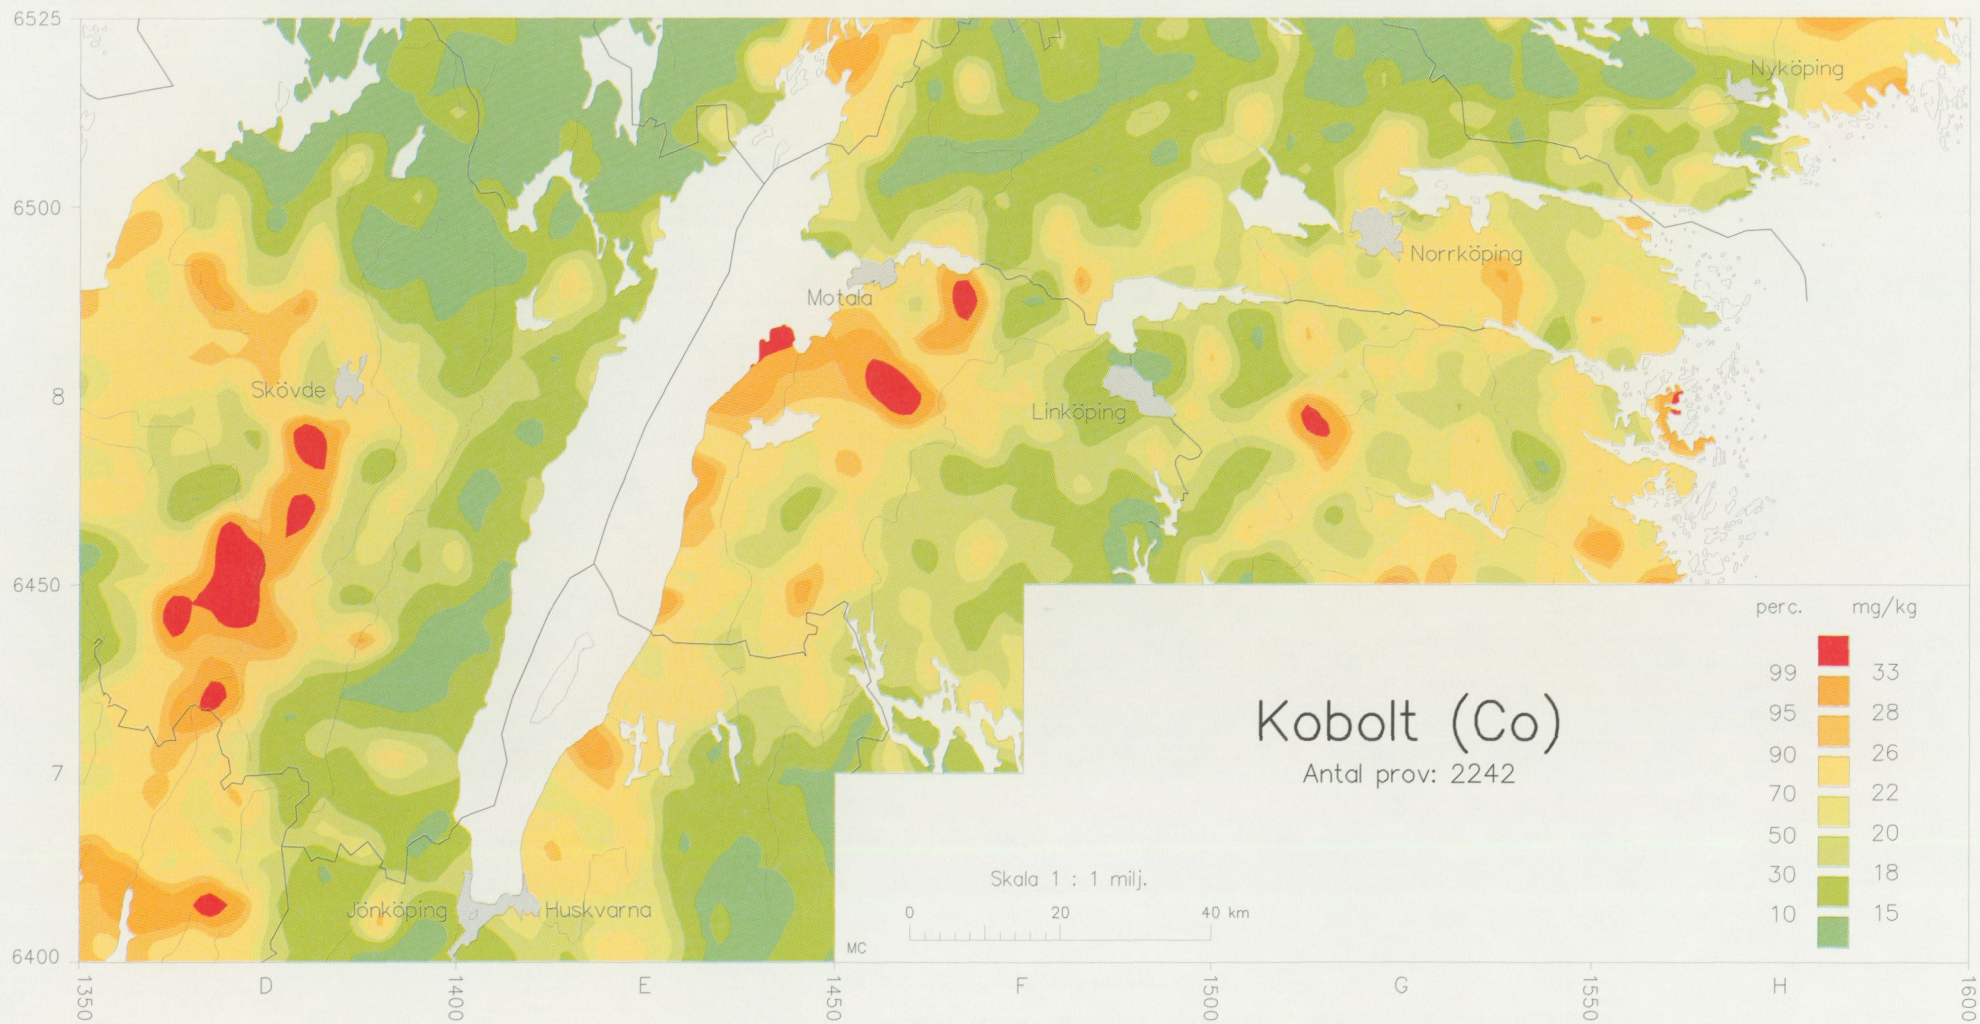 6525
Nyköping
6500
Norrköping
Motala
Skövde
8
Linköping
6450
perc. mg/kg
99 33
95 28
90 26
70 22
50 20
30 18
10 15
Kobolt (Co)
Antal prov: 2242
7
Skala 1 : 1 milj.
0 20 40 km
Jönköping Huskvarna
MC
6400
1350 D 1400 E 1450 F 1500 G 1550 H 1600